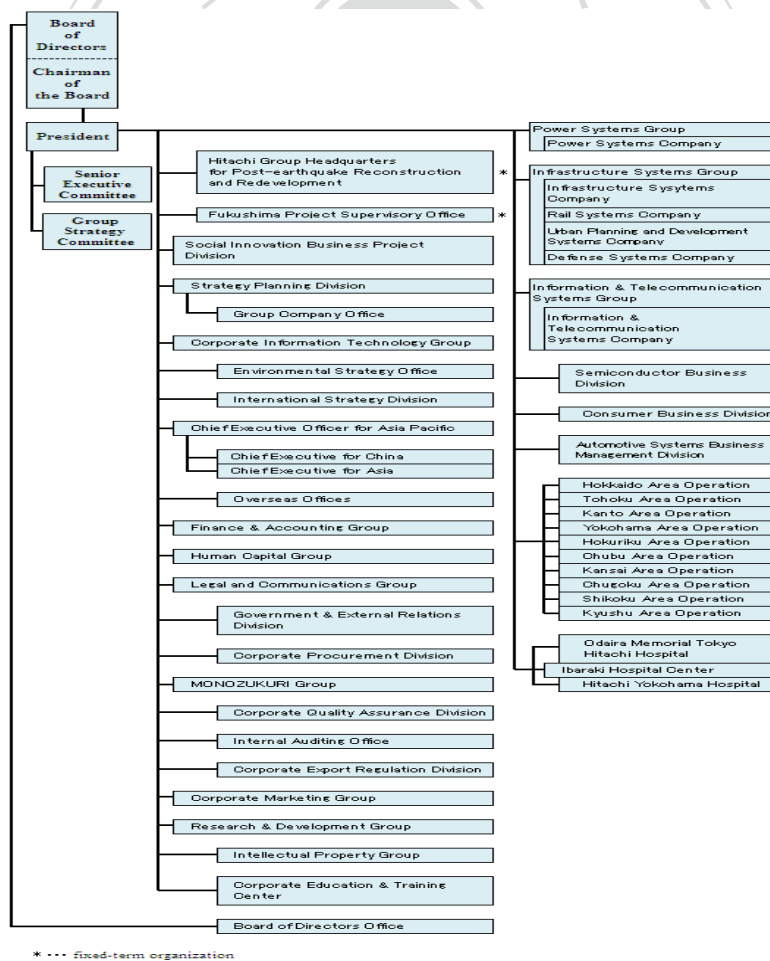 Board
of
Directors
Chairman
of
the Board
President
Senior
Executive
Committee
Group
Strategy
Committee
Hitachi Group Headquarters
for Post-earthquake Reconstruction
and Redevelopment
*
Fukushima Project Supervisory Office
*
Social Innovation Business Project
Division
Strategy Planning Division
Group Company Office
Corporate Information Technology Group
Environmental Strategy Office
International Strategy Division
Chief Executive Officer for Asia Pacific
Chief Executive for China
Chief Executive for Asia
Overseas Offices
Finance & Accounting Group
Human Capital Group
Legal and Communications Group
Government & External Relations
Division
Corporate Procurement Division
MONOZUKURI Group
Corporate Quality Assurance Division
Internal Auditing Office
Corporate Export Regulation Division
Corporate Marketing Group
Research & Development Group
Intellectual Property Group
Corporate Education & Training
Center
Board of Directors Office
Power Systems Group
Power Systems Company
Infrastructure Systems Group
Infrastructure Sysytems
Company
Rail Systems Company
Urban Planning and Development
Systems Company
Defense Systems Company
Information & Telecommunication
Systems Group
Information &
Telecommunication
Systems Company
Semiconductor Business
Division
Consumer Business Division
Automotive Systems Business
Management Division
Hokkaido Area Operation
Tohoku Area Operation
Kanto Area Operation
Yokohama Area Operation
Hokuriku Area Operation
Chubu Area Operation
Kansai Area Operation
Chugoku Area Operation
Shikoku Area Operation
Kyushu Area Operation
Odaira Memorial Tokyo
Hitachi Hospital
Ibaraki Hospital Center
Hitachi Yokohama Hospital
* ··· fixed-term organization